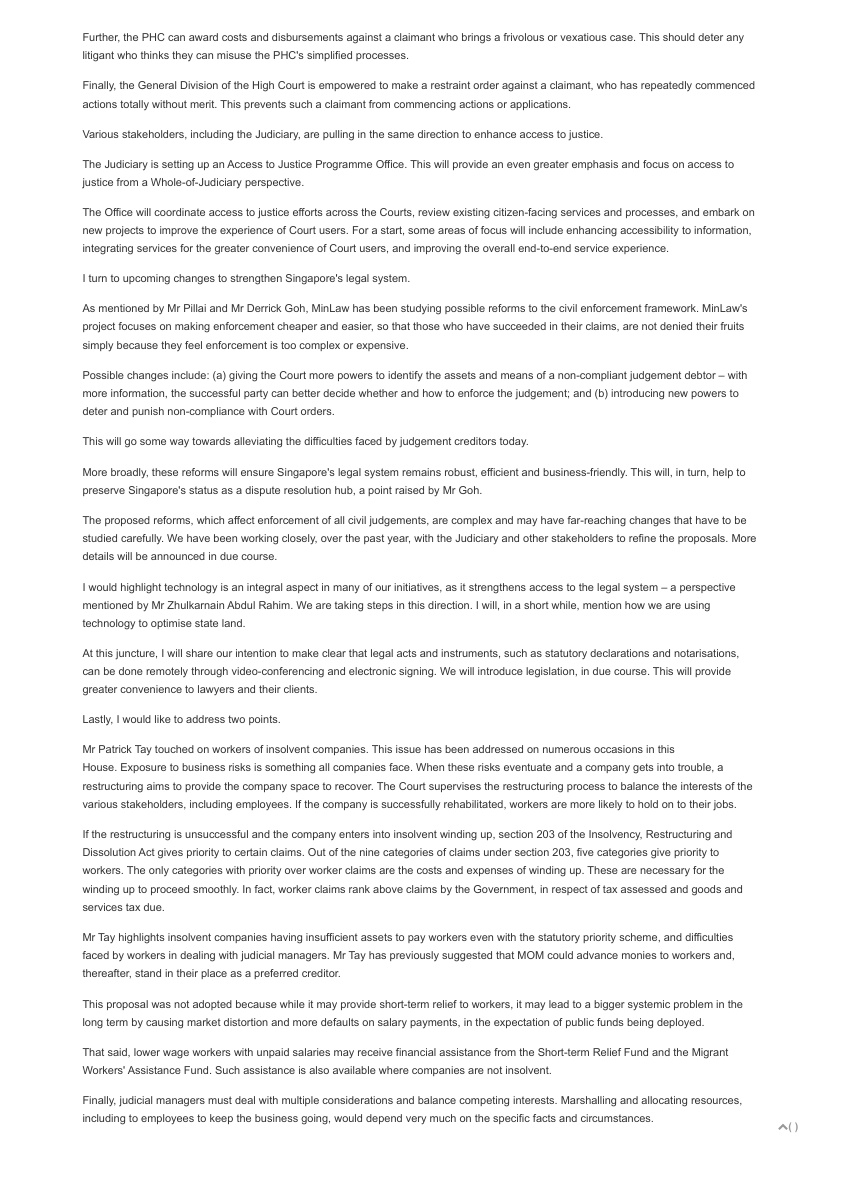 Further, the PHC can award costs and disbursements against a claimant who brings a frivolous or vexatious case. This should deter any
litigant who thinks they can misuse the PHC's simplified processes.
Finally, the General Division of the High Court is empowered to make a restraint order against a claimant, who has repeatedly commenced
actions totally without merit. This prevents such a claimant from commencing actions or applications.
Various stakeholders, including the Judiciary, are pulling in the same direction to enhance access to justice.
The Judiciary is setting up an Access to Justice Programme Office. This will provide an even greater emphasis and focus on access to
justice from a Whole-of-Judiciary perspective.
The Office will coordinate access to justice efforts across the Courts, review existing citizen-facing services and processes, and embark on
new projects to improve the experience of Court users. For a start, some areas of focus will include enhancing accessibility to information,
integrating services for the greater convenience of Court users, and improving the overall end-to-end service experience.
I turn to upcoming changes to strengthen Singapore's legal system.
As mentioned by Mr Pillai and Mr Derrick Goh, MinLaw has been studying possible reforms to the civil enforcement framework. MinLaw's
project focuses on making enforcement cheaper and easier, so that those who have succeeded in their claims, are not denied their fruits
simply because they feel enforcement is too complex or expensive.
Possible changes include: (a) giving the Court more powers to identify the assets and means of a non-compliant judgement debtor – with
more information, the successful party can better decide whether and how to enforce the judgement; and (b) introducing new powers to
deter and punish non-compliance with Court orders.
This will go some way towards alleviating the difficulties faced by judgement creditors today.
More broadly, these reforms will ensure Singapore's legal system remains robust, efficient and business-friendly. This will, in turn, help to
preserve Singapore's status as a dispute resolution hub, a point raised by Mr Goh.
The proposed reforms, which affect enforcement of all civil judgements, are complex and may have far-reaching changes that have to be
studied carefully. We have been working closely, over the past year, with the Judiciary and other stakeholders to refine the proposals. More
details will be announced in due course.
I would highlight technology is an integral aspect in many of our initiatives, as it strengthens access to the legal system – a perspective
mentioned by Mr Zhulkarnain Abdul Rahim. We are taking steps in this direction. I will, in a short while, mention how we are using
technology to optimise state land.
At this juncture, I will share our intention to make clear that legal acts and instruments, such as statutory declarations and notarisations,
can be done remotely through video-conferencing and electronic signing. We will introduce legislation, in due course. This will provide
greater convenience to lawyers and their clients.
Lastly, I would like to address two points.
Mr Patrick Tay touched on workers of insolvent companies. This issue has been addressed on numerous occasions in this
House. Exposure to business risks is something all companies face. When these risks eventuate and a company gets into trouble, a
restructuring aims to provide the company space to recover. The Court supervises the restructuring process to balance the interests of the
various stakeholders, including employees. If the company is successfully rehabilitated, workers are more likely to hold on to their jobs.
If the restructuring is unsuccessful and the company enters into insolvent winding up, section 203 of the Insolvency, Restructuring and
Dissolution Act gives priority to certain claims. Out of the nine categories of claims under section 203, five categories give priority to
workers. The only categories with priority over worker claims are the costs and expenses of winding up. These are necessary for the
winding up to proceed smoothly. In fact, worker claims rank above claims by the Government, in respect of tax assessed and goods and
services tax due.
Mr Tay highlights insolvent companies having insufficient assets to pay workers even with the statutory priority scheme, and difficulties
faced by workers in dealing with judicial managers. Mr Tay has previously suggested that MOM could advance monies to workers and,
thereafter, stand in their place as a preferred creditor.
This proposal was not adopted because while it may provide short-term relief to workers, it may lead to a bigger systemic problem in the
long term by causing market distortion and more defaults on salary payments, in the expectation of public funds being deployed.
That said, lower wage workers with unpaid salaries may receive financial assistance from the Short-term Relief Fund and the Migrant
Workers' Assistance Fund. Such assistance is also available where companies are not insolvent.
Finally, judicial managers must deal with multiple considerations and balance competing interests. Marshalling and allocating resources,
including to employees to keep the business going, would depend very much on the specific facts and circumstances.
( )